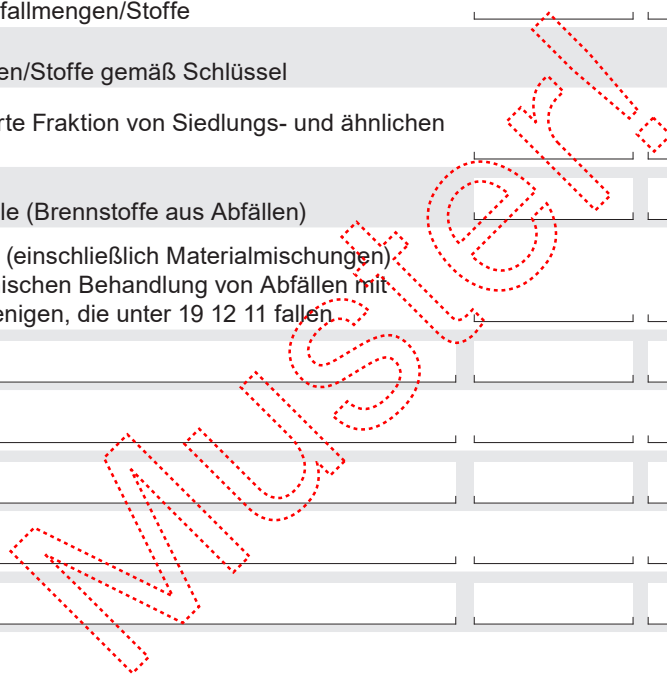 fallmengen/Stoffe
en/Stoffe gemäß Schlüssel
rte Fraktion von Siedlungs- und ähnlichen
le (Brennstoffe aus Abfällen)
(einschließlich Materialmischungen)
ischen Behandlung von Abfällen mit
enigen, die unter 19 12 11 fallen
Muster!